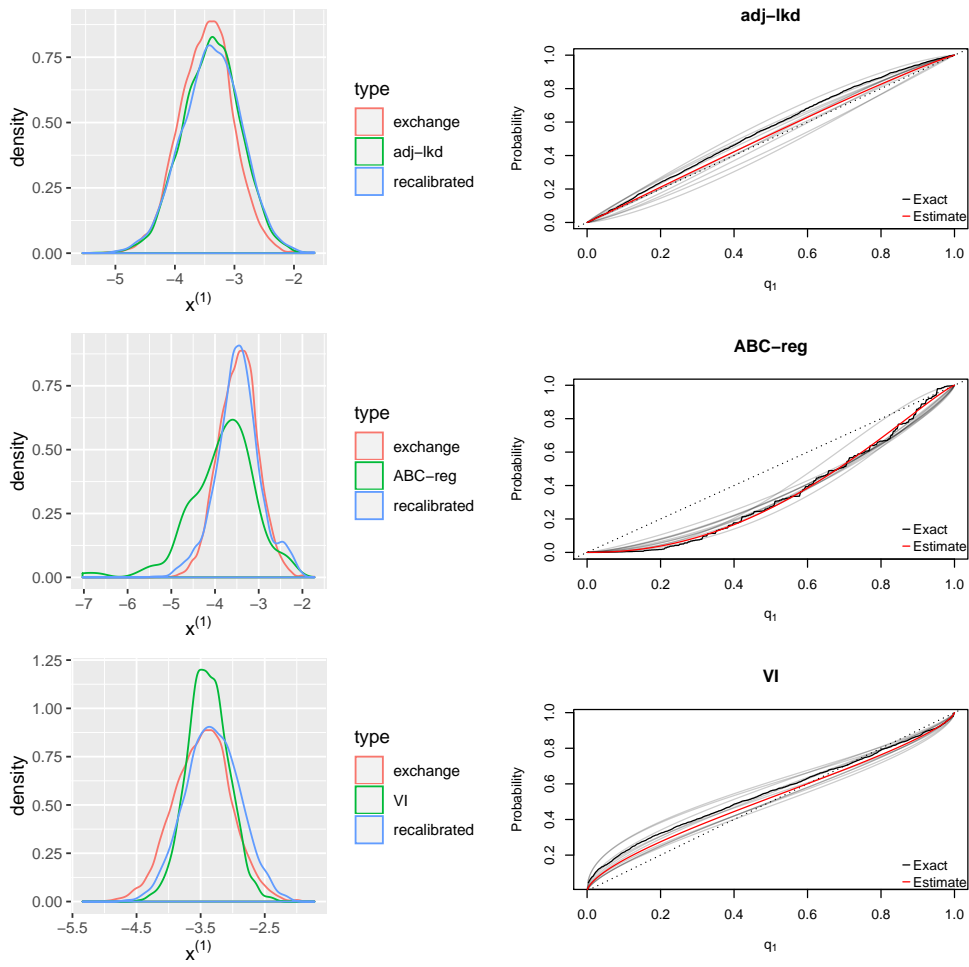 adj−lkd
density
0.75
0.50
0.25
0.00
−5 −4 −3 −2
x(1)
type
exchange
adj−lkd
recalibrated
Probability
0.0 0.2 0.4 0.6 0.8 1.0
0.0 0.2 0.4 0.6 0.8 1.0
q1
Exact
Estimate
ABC−reg
density
0.75
0.50
0.25
0.00
−7 −6 −5 −4 −3 −2
x(1)
type
exchange
ABC−reg
recalibrated
Probability
0.0 0.2 0.4 0.6 0.8 1.0
0.0 0.2 0.4 0.6 0.8 1.0
q1
Exact
Estimate
VI
density
1.25
1.00
0.75
0.50
0.25
0.00
−5.5 −4.5 −3.5 −2.5
x(1)
type
exchange
VI
recalibrated
Probability
0.2 0.4 0.6 0.8 1.0
0.0 0.2 0.4 0.6 0.8 1.0
q1
Exact
Estimate